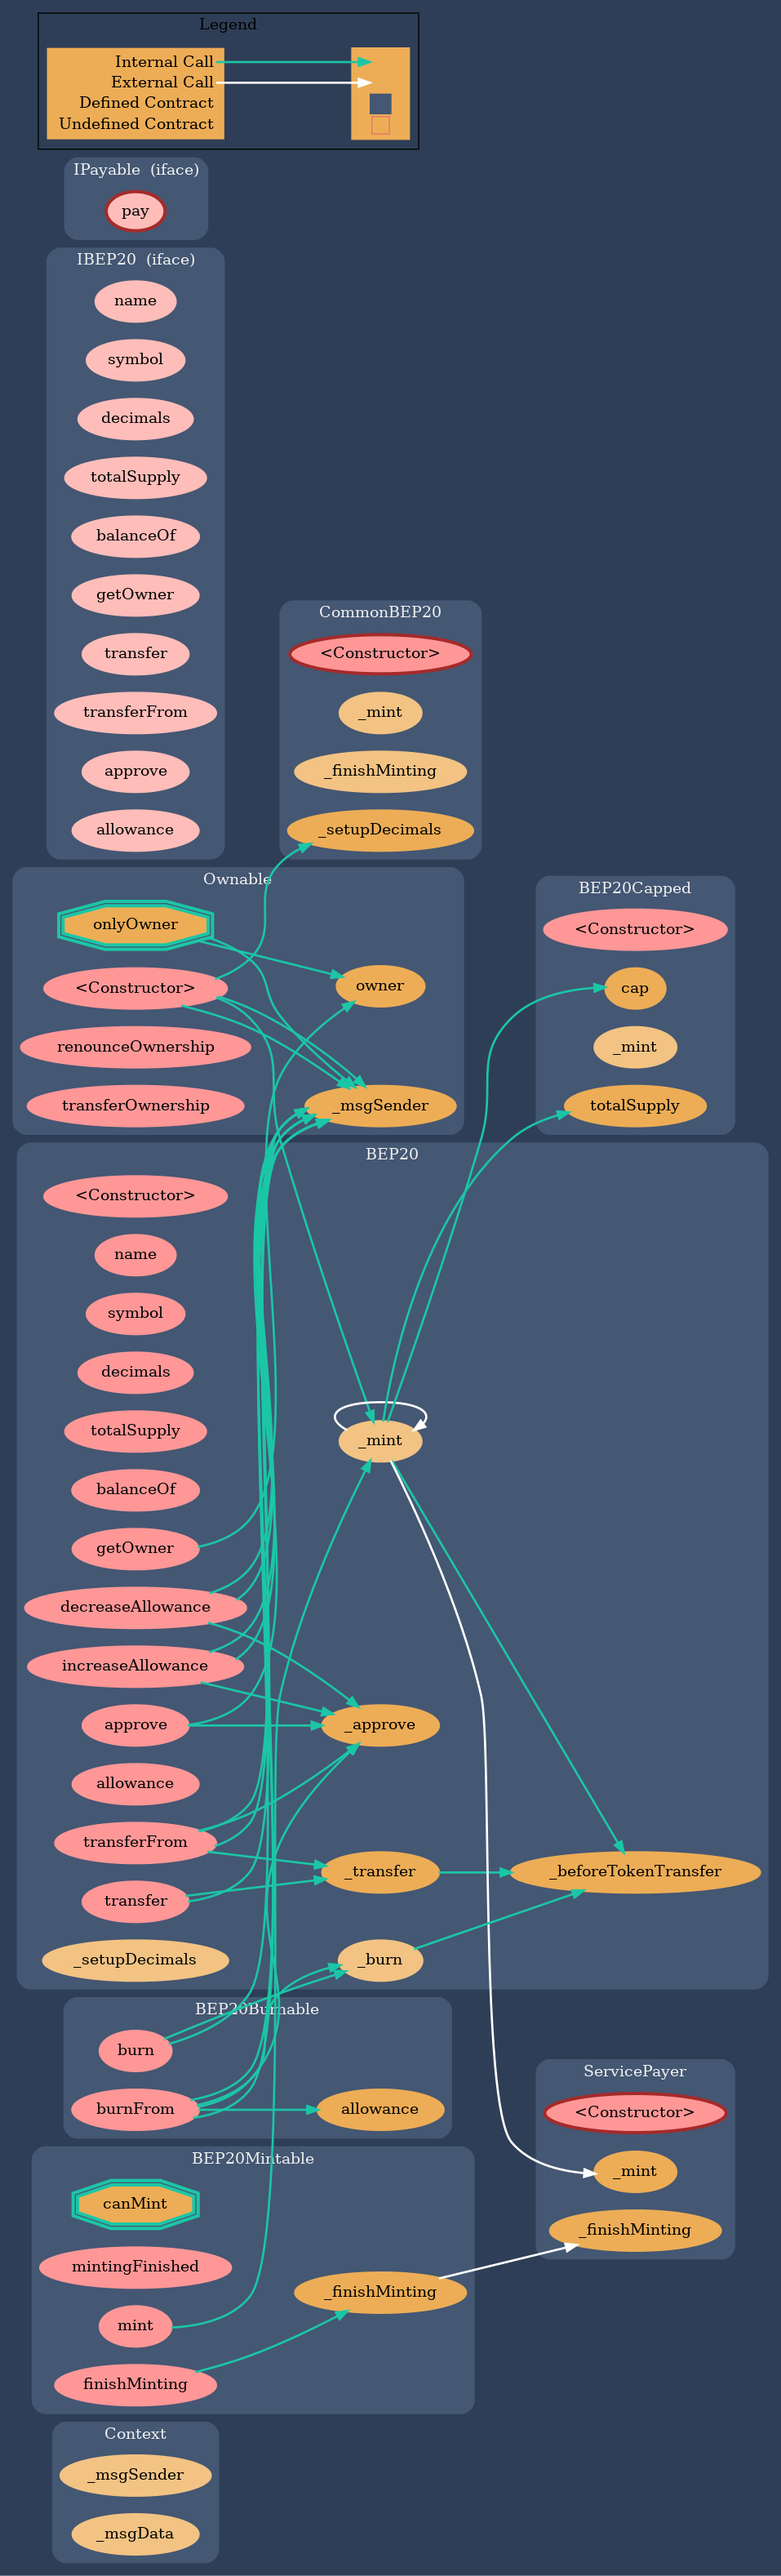 Legend
Internal Call
External Call
Defined Contract
Undefined Contract
IPayable (iface)
pay
IBEP20 (iface)
name
symbol
decimals
totalSupply
balanceOf
getOwner
transfer
transferFrom
approve
allowance
CommonBEP20
<Constructor>
_mint
_finishMinting
_setupDecimals
Ownable
onlyOwner
<Constructor>
renounceOwnership
transferOwnership
owner
_msgSender
BEP20Capped
<Constructor>
cap
_mint
totalSupply
BEP20
<Constructor>
name
symbol
decimals
totalSupply
balanceOf
getOwner
decreaseAllowance
increaseAllowance
approve
allowance
transferFrom
transfer
_setupDecimals
_mint
_approve
_transfer
_burn
_beforeTokenTransfer
BEP20Burnable
burn
burnFrom
allowance
ServicePayer
<Constructor>
_mint
_finishMinting
BEP20Mintable
canMint
mintingFinished
mint
finishMinting
_finishMinting
Context
_msgSender
_msgData